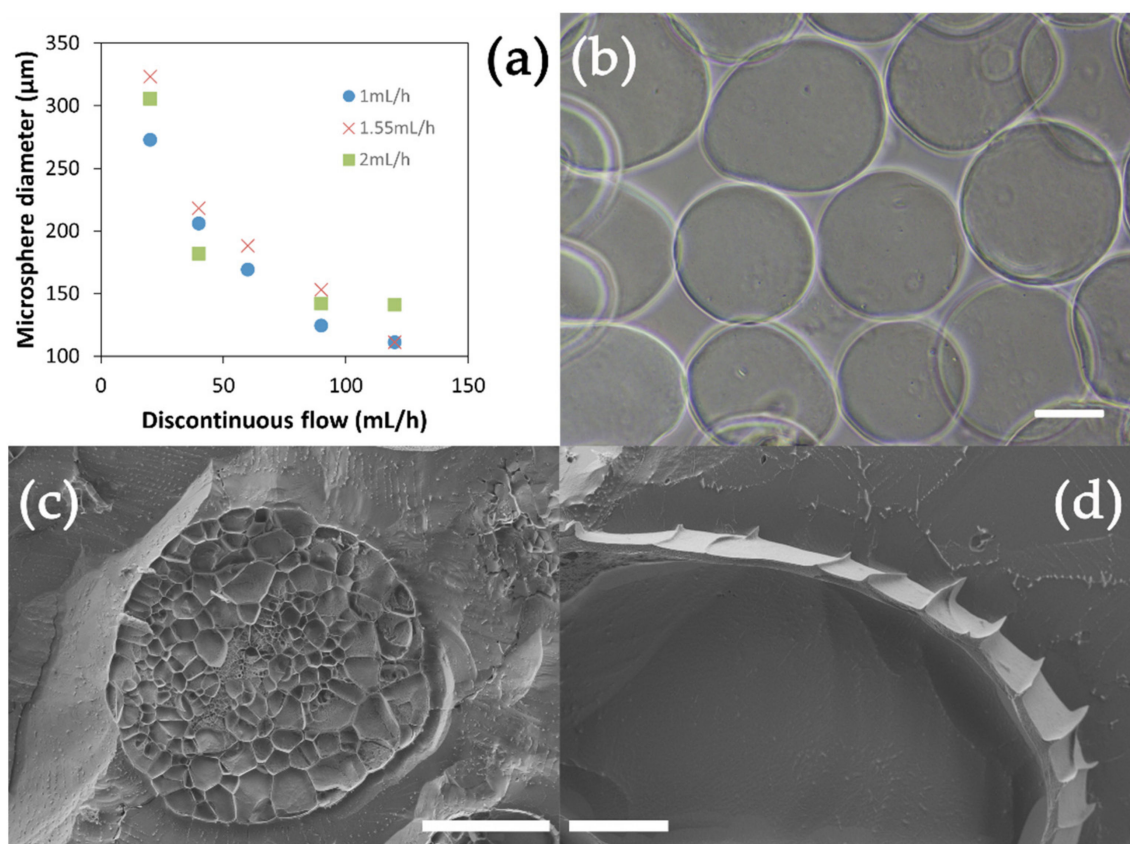 (a)
350
300
250
200
150
100
0
50
100
150
Microsphere diameter (µm)
Discontinuous flow (mL/h)
1mL/h
1.55mL/h
2mL/h
(b)
(c)
(d)